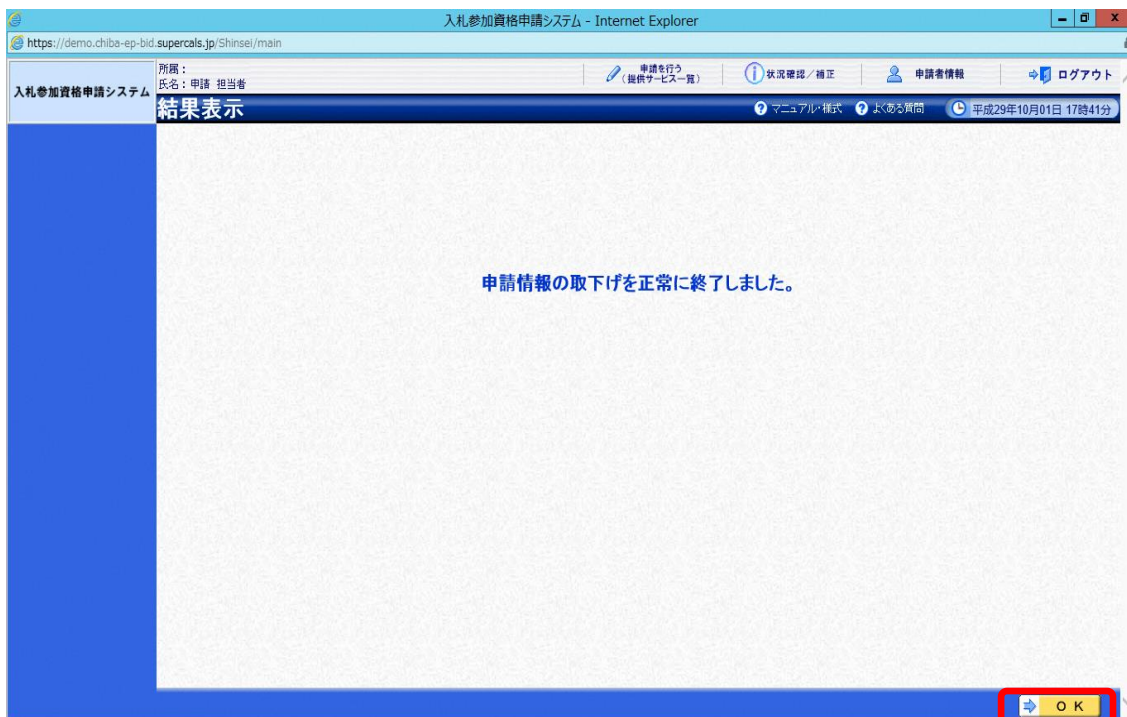 入札参加資格申請システム - Internet Explorer
https://demo.chiba-ep-bid.supercals.jp/Shinsei/main
入札参加資格申請システム
所属：
氏名：申請 担当者
申請を行う
（提供サービス一覧）
状況確認／補正
申請者情報
ログアウト
結果表示
マニュアル・様式
よくある質問
平成29年10月01日 17時41分
申請情報の取下げを正常に終了しました。
ＯＫ